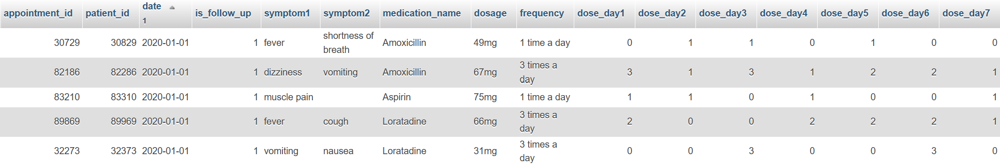 appointment_id patient_id date 1 is_follow_up symptom1 symptom2 medication_name dosage frequency dose_day1 dose_day2 dose_day3 dose_day4 dose_day5 dose_day6 dose_day7
30729 30829 2020-01-01 1 fever shortness of breath Amoxicillin 49mg 1 time a day 0 1 1 0 1 0 0
82186 82286 2020-01-01 1 dizziness vomiting Amoxicillin 67mg 3 times a day 3 1 3 1 2 2 1
83210 83310 2020-01-01 1 muscle pain Aspirin 75mg 1 time a day 1 1 0 1 0 0 1
89869 89969 2020-01-01 1 fever cough Loratadine 66mg 3 times a day 2 0 0 2 2 2 1
32273 32373 2020-01-01 1 vomiting nausea Loratadine 31mg 3 times a day 0 0 3 0 0 3 0